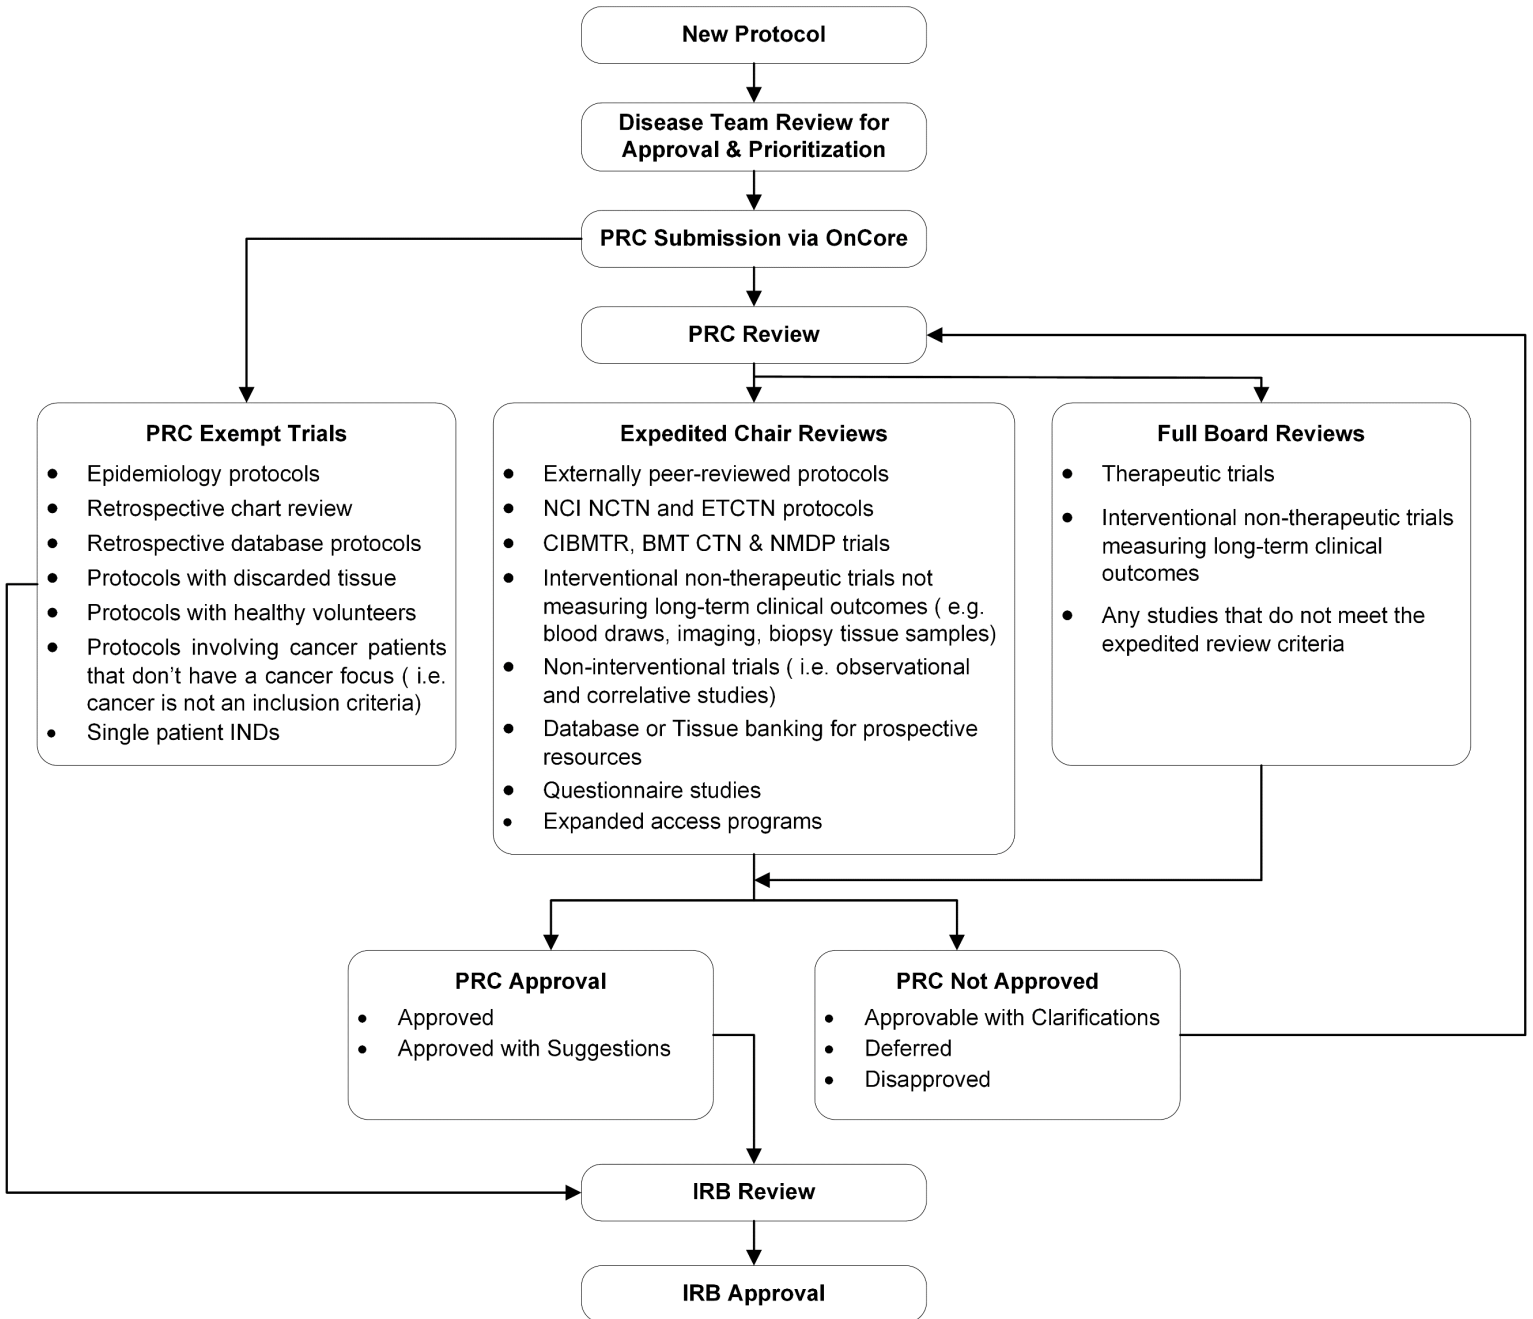 New Protocol
Disease Team Review for
Approval & Prioritization
PRC Submission via OnCore
PRC Review
PRC Exempt Trials
• Epidemiology protocols
• Retrospective chart review
• Retrospective database protocols
• Protocols with discarded tissue
• Protocols with healthy volunteers
• Protocols involving cancer patients
that don't have a cancer focus ( i.e.
cancer is not an inclusion criteria)
• Single patient INDs
Expedited Chair Reviews
• Externally peer-reviewed protocols
• NCI NCTN and ETCTN protocols
• CIBMTR, BMT CTN & NMDP trials
• Interventional non-therapeutic trials not
measuring long-term clinical outcomes ( e.g.
blood draws, imaging, biopsy tissue samples)
• Non-interventional trials ( i.e. observational
and correlative studies)
• Database or Tissue banking for prospective
resources
• Questionnaire studies
• Expanded access programs
Full Board Reviews
• Therapeutic trials
• Interventional non-therapeutic trials
measuring long-term clinical
outcomes
• Any studies that do not meet the
expedited review criteria
PRC Approval
• Approved
• Approved with Suggestions
PRC Not Approved
• Approvable with Clarifications
• Deferred
• Disapproved
IRB Review
IRB Approval